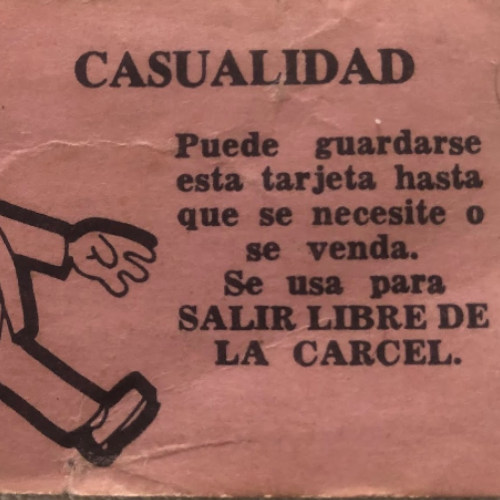 CASUALIDAD
Puede guardarse
esta tarjeta hasta
que se necesite o
se venda.
Se usa para
SALIR LIBRE DE
LA CARCEL.